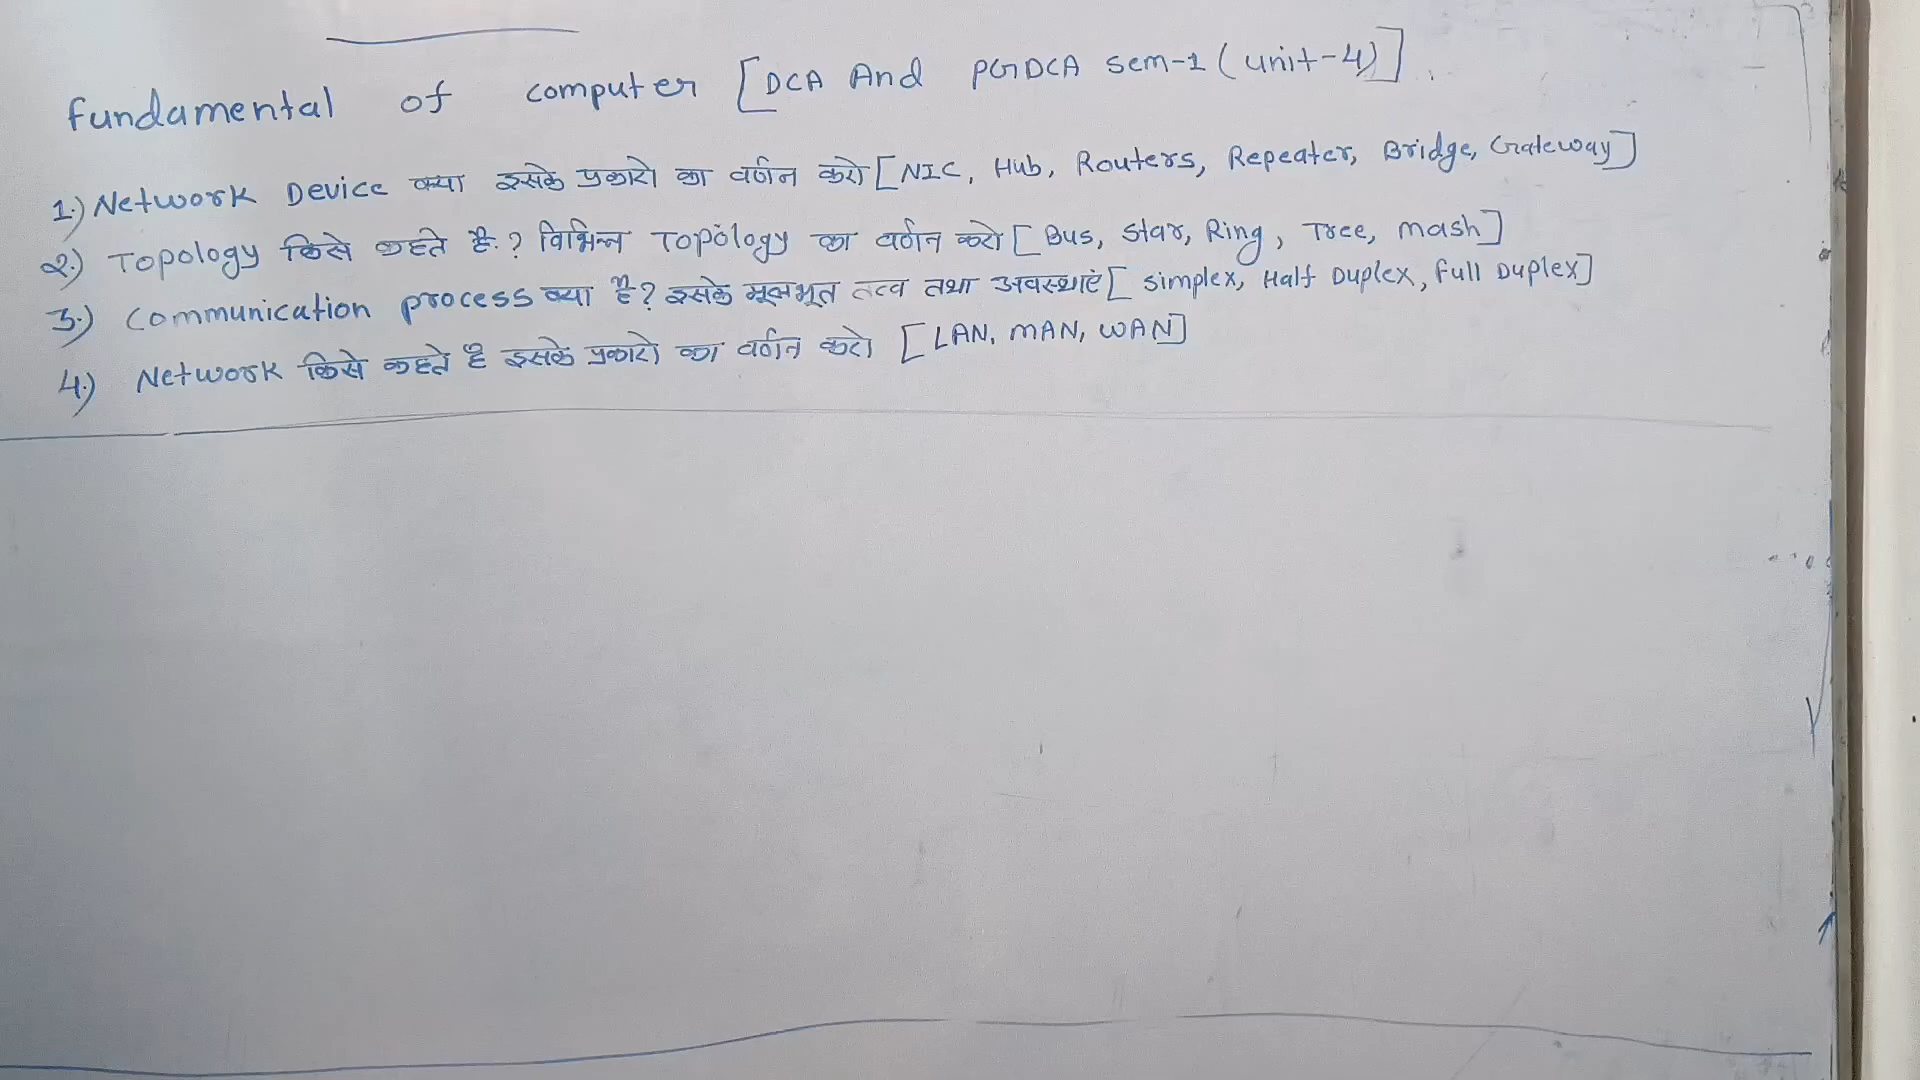 fundamental of computer [DCA And PGDCA sem-1 (unit-4)]
1.) Network Device क्या इसके प्रकारो का वर्णन करो [NIC, Hub, Routers, Repeater, Bridge, Gateway]
2.) Topology किसे कहते है ? विभिन्न Topology का वर्णन करो [Bus, Star, Ring, Tree, mash]
3.) Communication process क्या है ? इसके मूलभूत तत्व तथा अवस्थाएं [simplex, Half Duplex, full Duplex]
4.) Network किसे कहते है इसके प्रकारो का वर्णन करो [LAN, MAN, WAN]